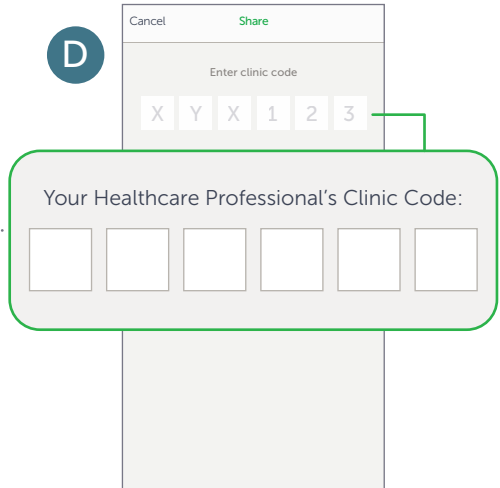 Cancel Share
D
Enter clinic code
X Y X 1 2 3
Your Healthcare Professional’s Clinic Code:
.